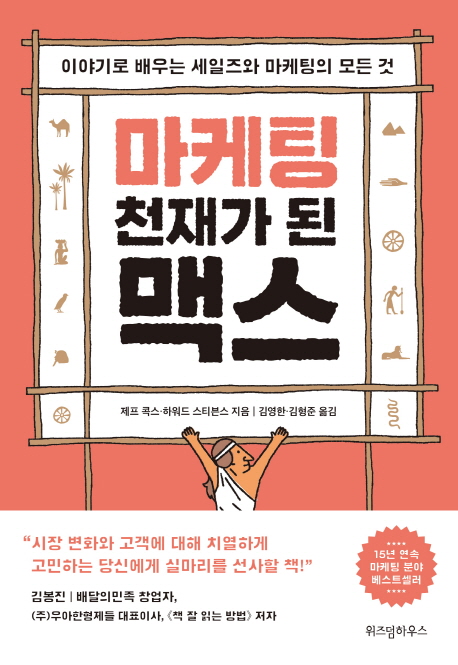 이야기로 배우는 세일즈와 마케팅의 모든 것
마케팅
천재가 된
맥스
제프 콕스·하워드 스티븐스 지음 | 김영한·김형준 옮김
“시장 변화와 고객에 대해 치열하게
고민하는 당신에게 실마리를 선사할 책!”
김봉진 | 배달의민족 창업자,
(주)우아한형제들 대표이사, 《책 잘 읽는 방법》 저자
★★★★
15년 연속
마케팅 분야
베스트셀러
★★★★
위즈덤하우스